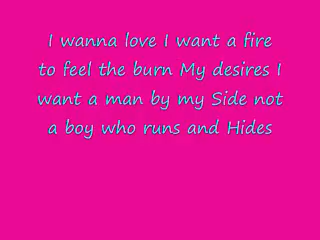 I wanna love I want a fire
to feel the burn My desires I
want a man by my Side not
a boy who runs and Hides